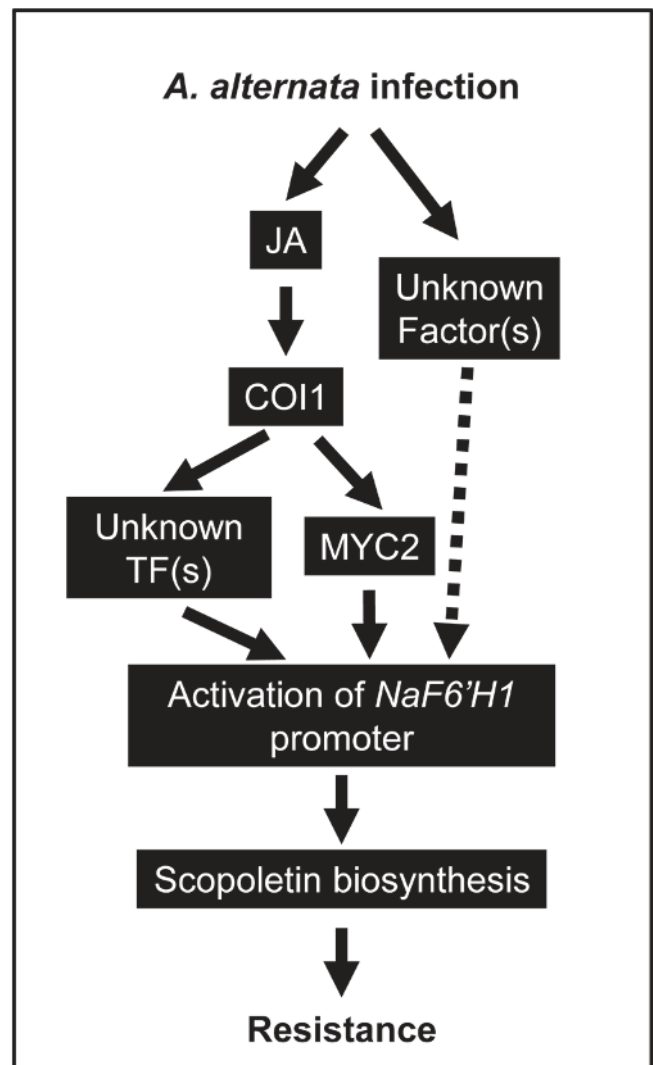 A. alternata infection
JA
Unknown
Factor(s)
COI1
Unknown
TF(s)
MYC2
Activation of NaF6'H1
promoter
Scopoletin biosynthesis
Resistance